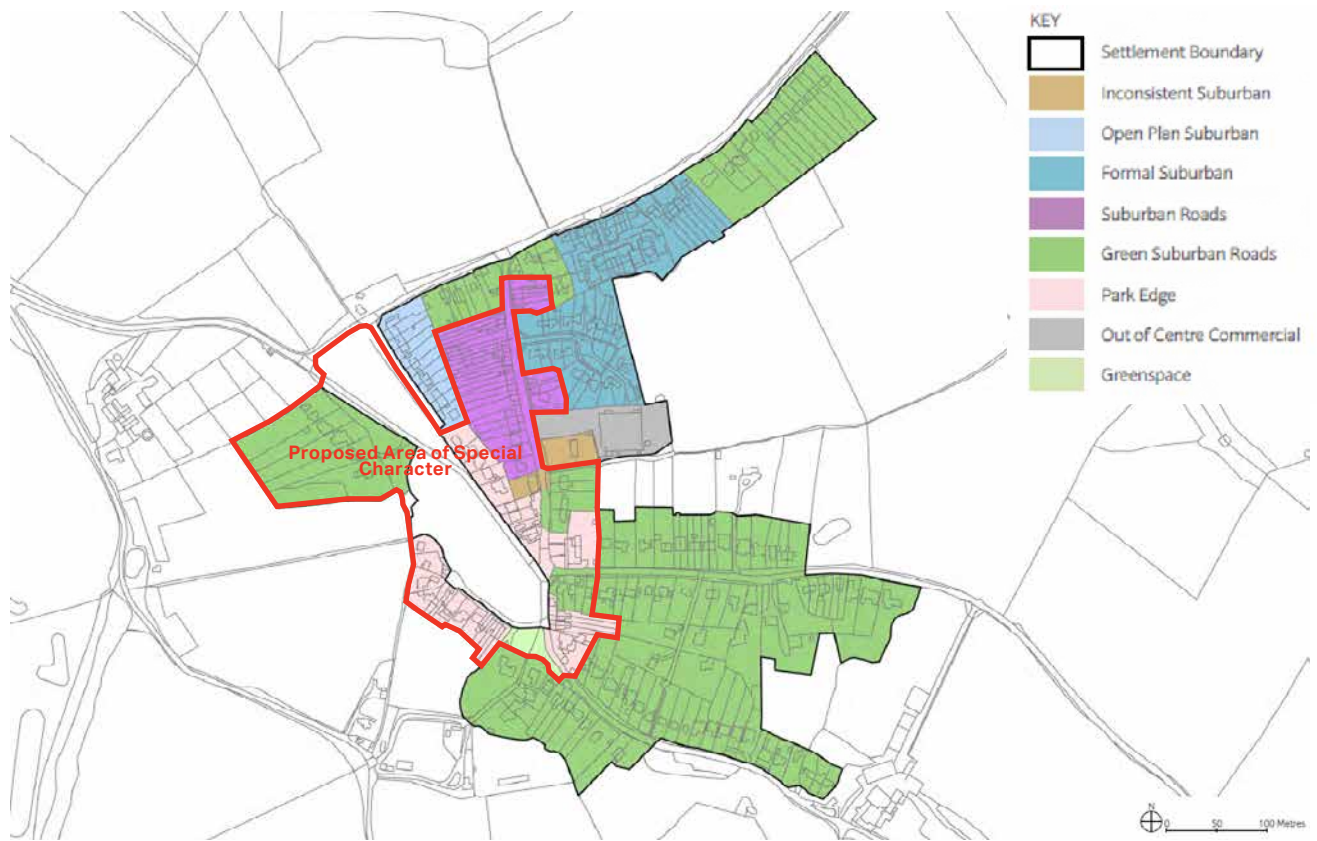 KEY
Settlement Boundary
Inconsistent Suburban
Open Plan Suburban
Formal Suburban
Suburban Roads
Green Suburban Roads
Park Edge
Out of Centre Commercial
Greenspace
Proposed Area of Special
Character
N
0 50 100 Metres